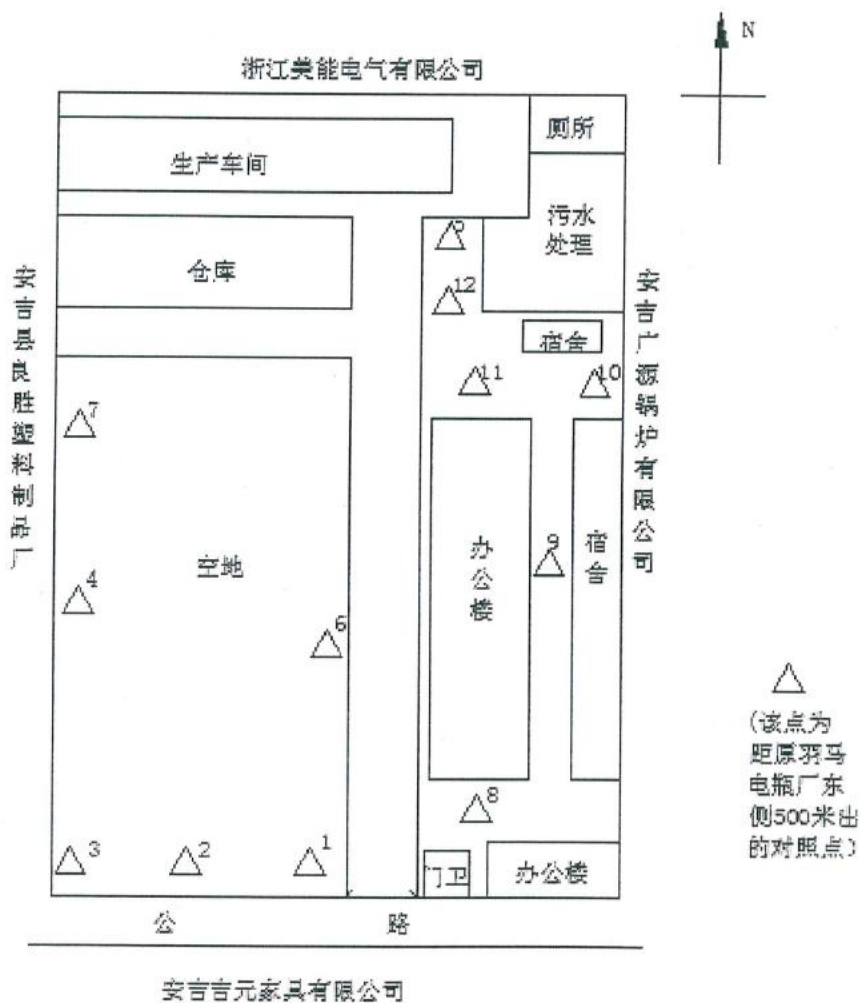 N
浙江美能电气有限公司
厕所
生产车间
污水
处理
仓库
12
宿舍
11
10
安吉县良胜塑料制品厂
安吉广源锅炉有限公司
7
9
办公楼
宿舍
空地
4
6
(该点为
距原羽马
电瓶厂东
侧500米出
的对照点)
8
3
2
1
门卫
办公楼
公 路
安吉吉元家具有限公司